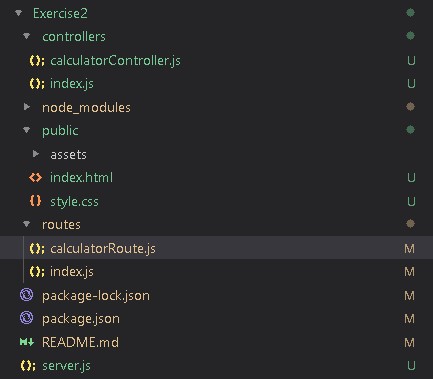 Exercise2
controllers
calculatorController.js U
index.js U
node_modules
public
assets
index.html U
style.css U
routes
calculatorRoute.js M
index.js M
package-lock.json M
package.json M
README.md M
server.js U